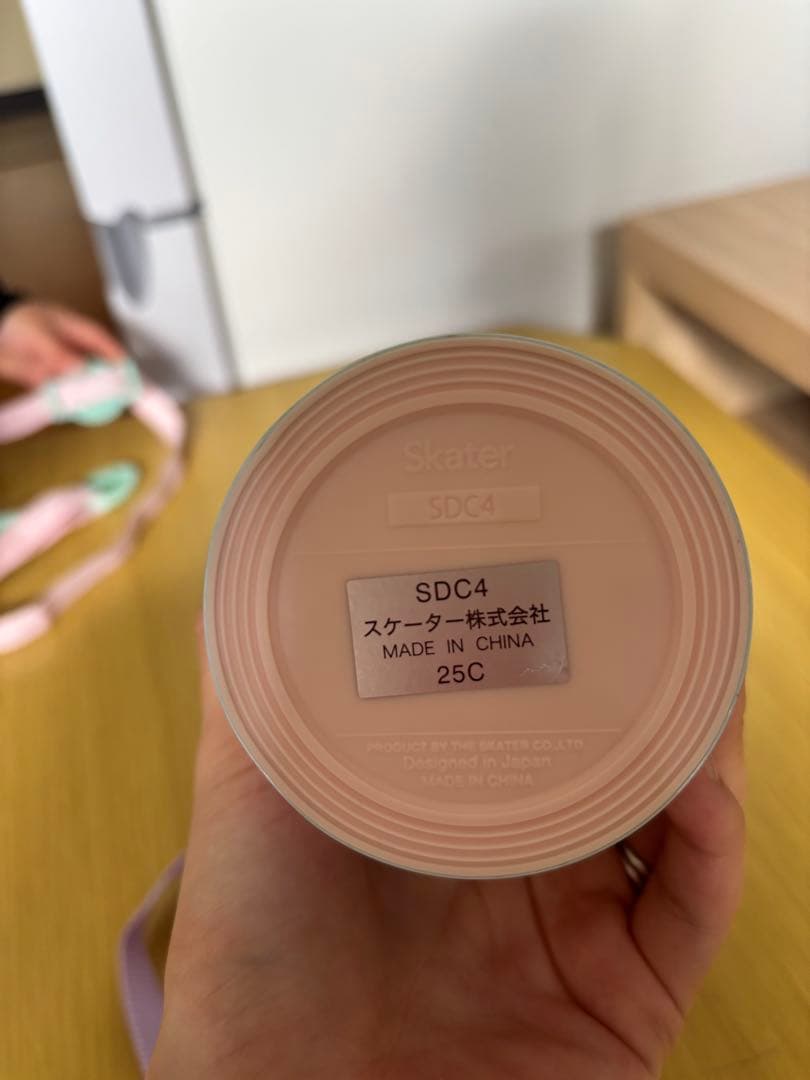 Skater
SDC4
SDC4
スケーター株式会社
MADE IN CHINA
25C
PRODUCT BY THE SKATER CO.,LTD.
Designed in Japan
MADE IN CHINA